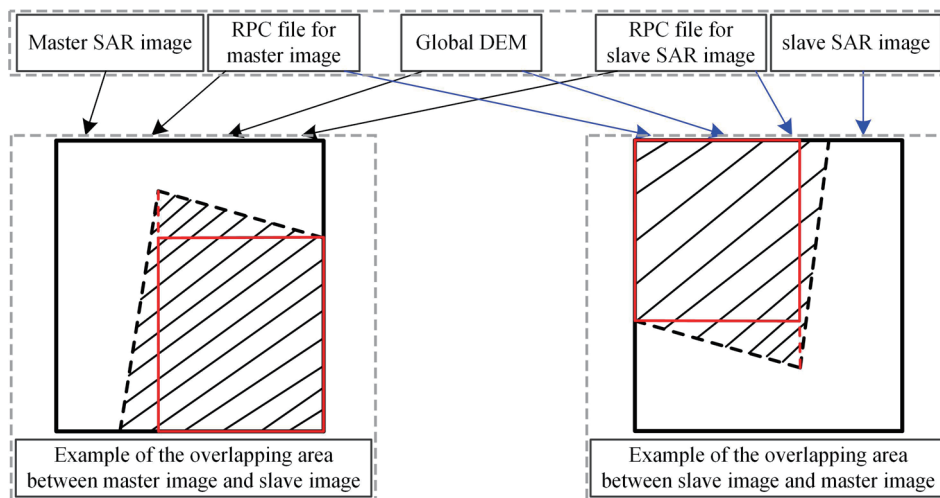 Master SAR image
RPC file for
master image
Global DEM
RPC file for
slave SAR image
slave SAR image
Example of the overlapping area
between master image and slave image
Example of the overlapping area
between slave image and master image